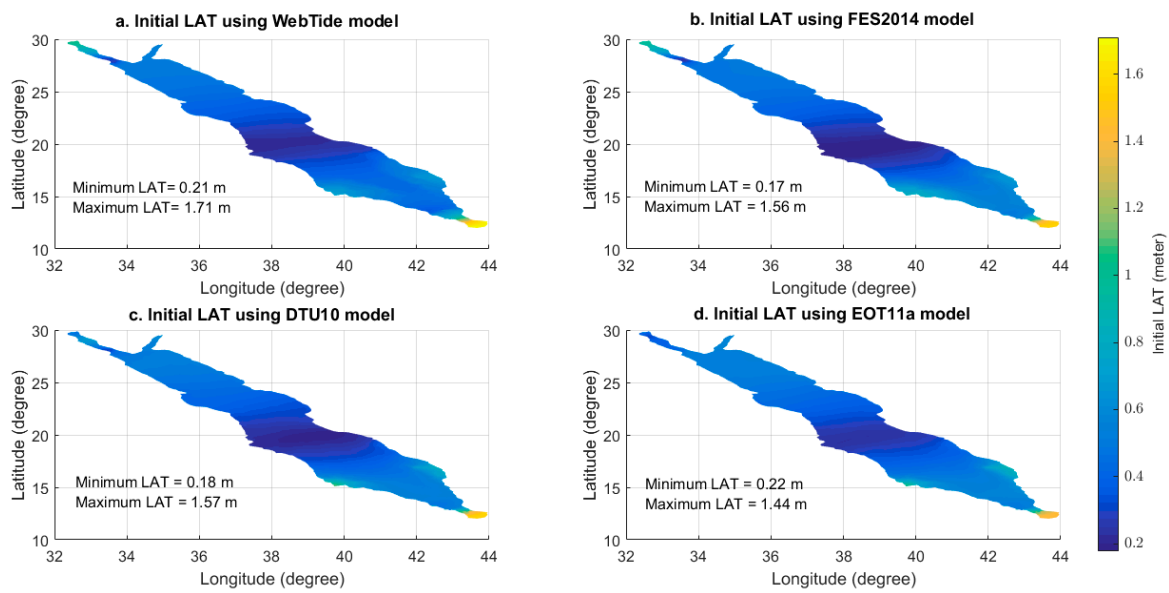 a. Initial LAT using WebTide model
30
25
20
15
10
Latitude (degree)
Minimum LAT= 0.21 m
Maximum LAT= 1.71 m
32 34 36 38 40 42 44
Longitude (degree)
b. Initial LAT using FES2014 model
30
25
20
15
10
Latitude (degree)
Minimum LAT = 0.17 m
Maximum LAT = 1.56 m
32 34 36 38 40 42 44
Longitude (degree)
c. Initial LAT using DTU10 model
30
25
20
15
10
Latitude (degree)
Minimum LAT = 0.18 m
Maximum LAT = 1.57 m
32 34 36 38 40 42 44
Longitude (degree)
d. Initial LAT using EOT11a model
30
25
20
15
10
Latitude (degree)
Minimum LAT = 0.22 m
Maximum LAT = 1.44 m
32 34 36 38 40 42 44
Longitude (degree)
1.6
1.4
1.2
1
0.8
0.6
0.4
0.2
Initial LAT (meter)